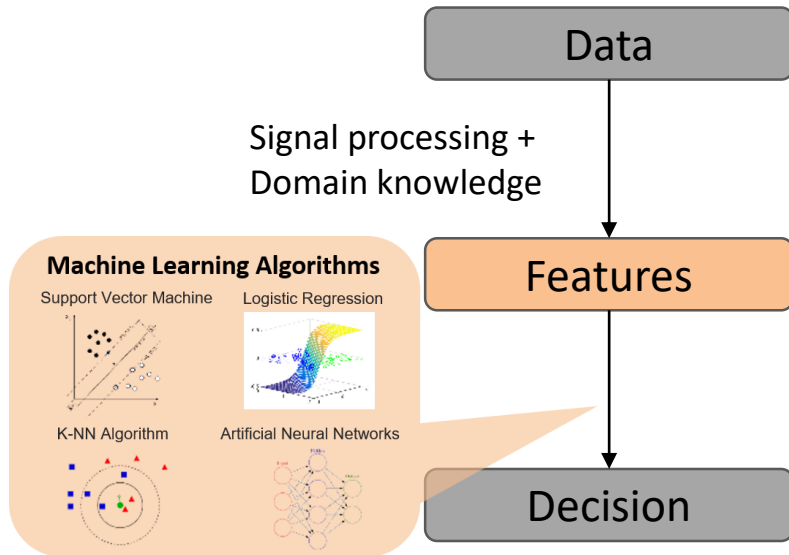 Data
Signal processing +
Domain knowledge
Features
Machine Learning Algorithms
Support Vector Machine
Logistic Regression
K-NN Algorithm
Artificial Neural Networks
Decision